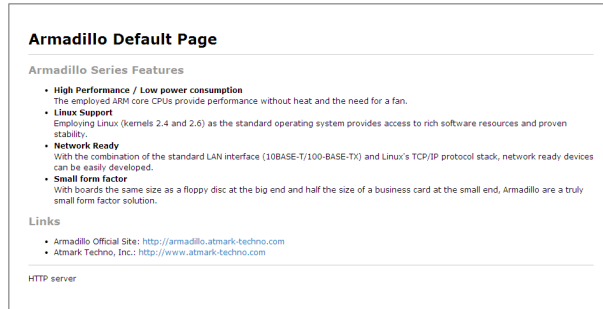 Armadillo Default Page
Armadillo Series Features
• High Performance / Low power consumption
The employed ARM core CPUs provide performance without heat and the need for a fan.
• Linux Support
Employing Linux (kernels 2.4 and 2.6) as the standard operating system provides access to rich software resources and proven
stability.
• Network Ready
With the combination of the standard LAN interface (10BASE-T/100-BASE-TX) and Linux's TCP/IP protocol stack, network ready devices
can be easily developed.
• Small form factor
With boards the same size as a floppy disc at the big end and half the size of a business card at the small end, Armadillo are a truly
small form factor solution.
Links
• Armadillo Official Site: http://armadillo.atmark-techno.com
• Atmark Techno, Inc.: http://www.atmark-techno.com
HTTP server